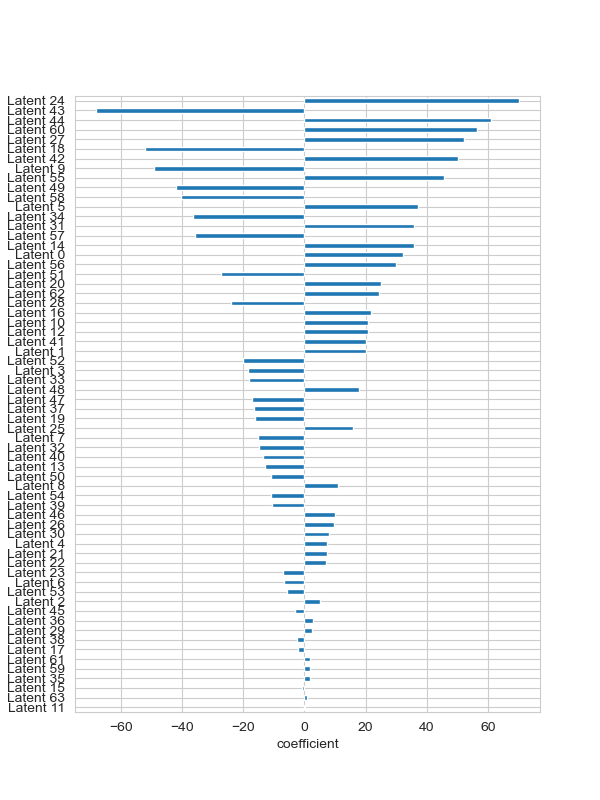 Latent 24
Latent 43
Latent 44
Latent 60
Latent 27
Latent 18
Latent 42
Latent 9
Latent 55
Latent 49
Latent 58
Latent 5
Latent 34
Latent 31
Latent 57
Latent 14
Latent 0
Latent 56
Latent 51
Latent 20
Latent 62
Latent 28
Latent 16
Latent 10
Latent 12
Latent 41
Latent 1
Latent 52
Latent 3
Latent 33
Latent 48
Latent 47
Latent 37
Latent 19
Latent 25
Latent 7
Latent 32
Latent 40
Latent 13
Latent 50
Latent 8
Latent 54
Latent 39
Latent 46
Latent 26
Latent 30
Latent 4
Latent 21
Latent 22
Latent 23
Latent 6
Latent 53
Latent 2
Latent 45
Latent 36
Latent 29
Latent 38
Latent 17
Latent 61
Latent 59
Latent 35
Latent 15
Latent 63
Latent 11
−60 −40 −20 0 20 40 60
coefficient